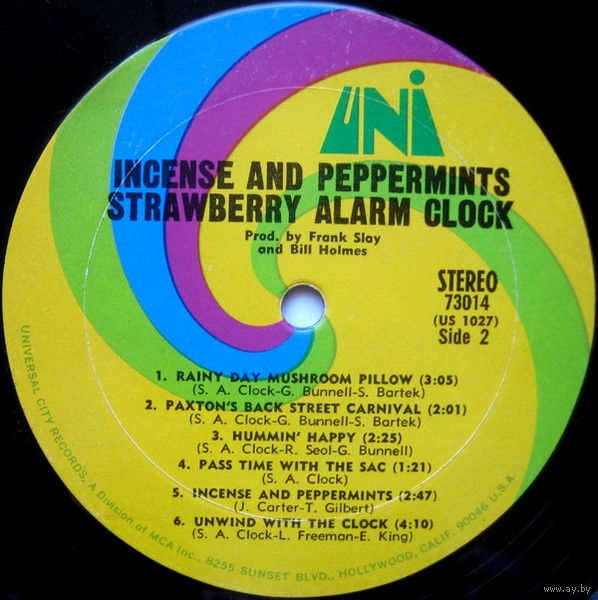 UNI
INCENSE AND PEPPERMINTS
STRAWBERRY ALARM CLOCK
Prod. by Frank Slay
and Bill Holmes
STEREO
73014
(US 1027)
Side 2
1. RAINY DAY MUSHROOM PILLOW (3:05)
(S. A. Clock-G. Bunnell-S. Bartek)
2. PAXTON'S BACK STREET CARNIVAL (2:01)
(S. A. Clock-G. Bunnell-S. Bartek)
3. HUMMIN' HAPPY (2:25)
(S. A. Clock-R. Seol-G. Bunnell)
4. PASS TIME WITH THE SAC (1:21)
(S. A. Clock)
5. INCENSE AND PEPPERMINTS (2:47)
(J. Carter-T. Gilbert)
6. UNWIND WITH THE CLOCK (4:10)
(S. A. Clock-L. Freeman-E. King)
UNIVERSAL CITY RECORDS, A Division of MCA Inc., 8255 SUNSET BLVD., HOLLYWOOD, CALIF. 90046 U.S.A.
www.ay.by